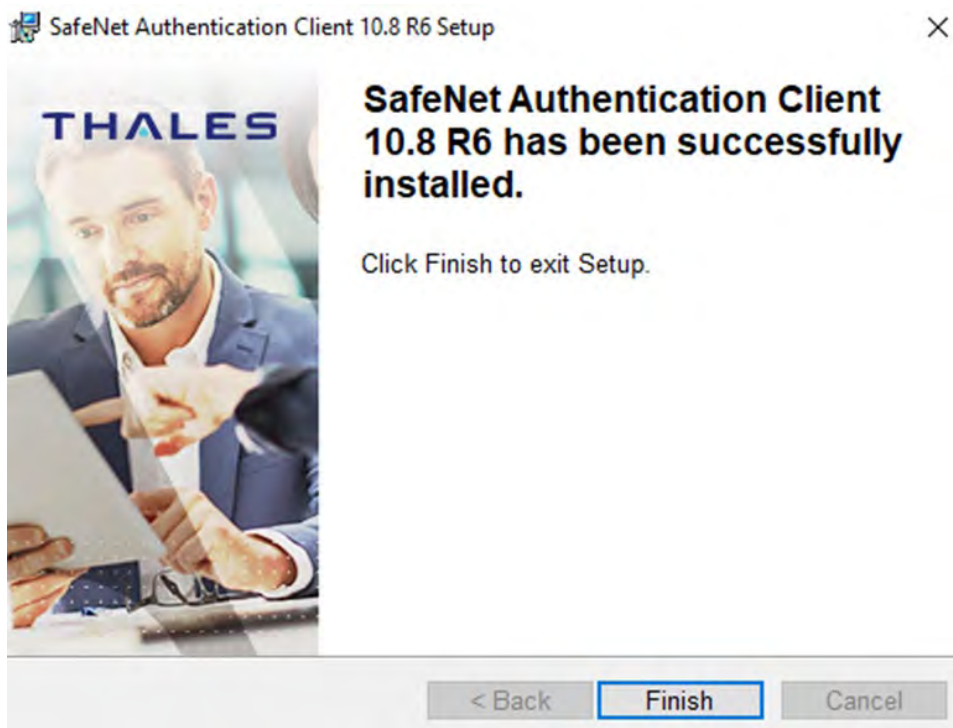 SafeNet Authentication Client 10.8 R6 Setup
THALES
SafeNet Authentication Client
10.8 R6 has been successfully
installed.
Click Finish to exit Setup.
< Back
Finish
Cancel